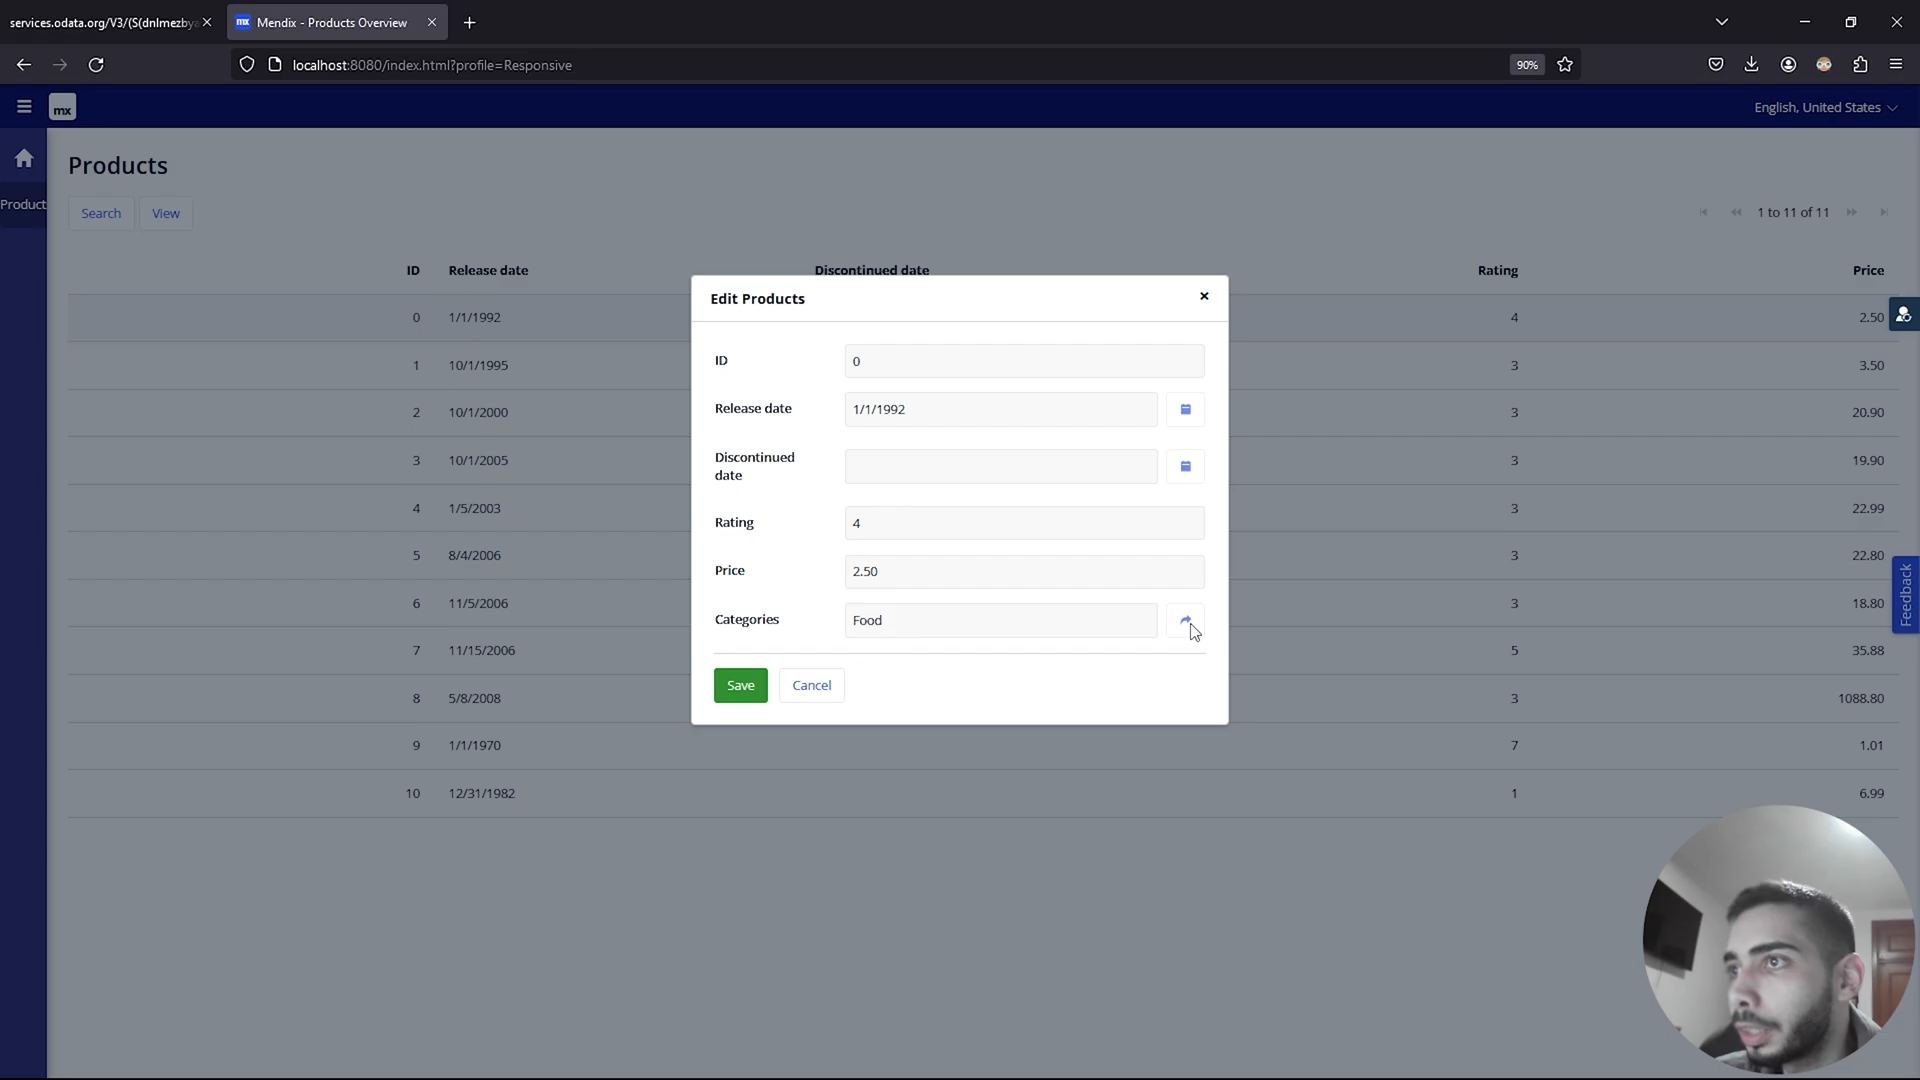 services.odata.org/V3/(S(dnlmezbya
Mendix - Products Overview
localhost:8080/index.html?profile=Responsive
90%
mx
English, United States
Products
Product
Search
View
1 to 11 of 11
ID Release date Discontinued date Rating Price
0 1/1/1992 4 2.50
1 10/1/1995 3 3.50
2 10/1/2000 3 20.90
3 10/1/2005 3 19.90
4 1/5/2003 3 22.99
5 8/4/2006 3 22.80
6 11/5/2006 3 18.80
7 11/15/2006 5 35.88
8 5/8/2008 3 1088.80
9 1/1/1970 7 1.01
10 12/31/1982 1 6.99
Edit Products
ID 0
Release date 1/1/1992
Discontinued
date
Rating 4
Price 2.50
Categories Food
Save
Cancel
Feedback